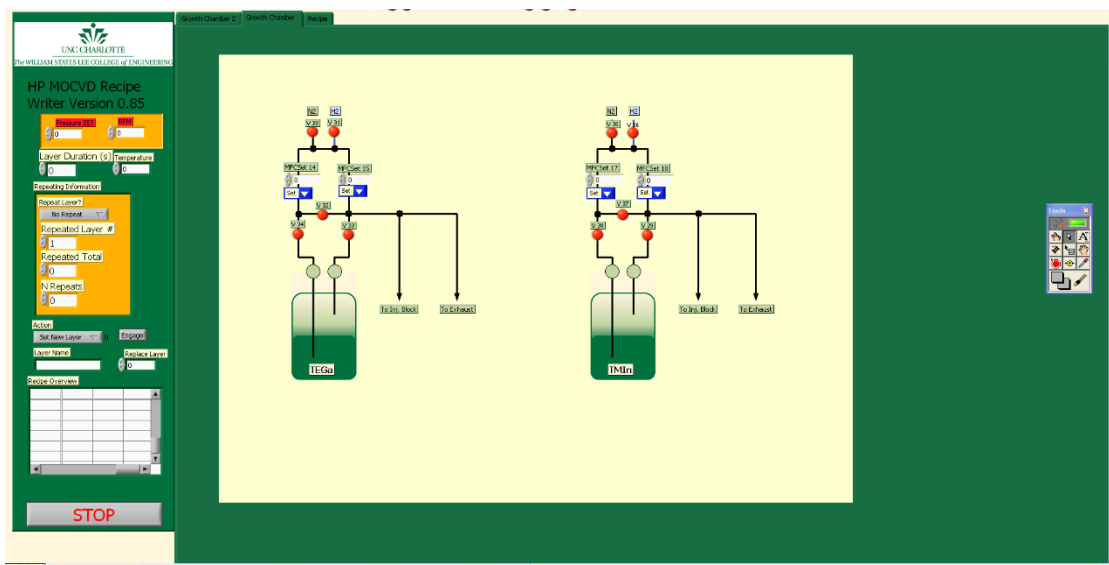 Growth Chamber 2 Growth Chamber Recipe
UNC CHARLOTTE
The WILLIAM STATES LEE COLLEGE of ENGINEERING
HP MOCVD Recipe
Writer Version 0.85
Pressure SET RPM
0 0
Layer Duration (s) Temperature
0 0
Repeating Information
Repeat Layer?
No Repeat
Repeated Layer #
1
Repeated Total
0
N Repeats
0
Action
Set New Layer Engage
Layer Name Replace Layer
0
Recipe Overview
STOP
N2 H2
V 30 V 31
MFCSet 14 MFCSet 15
0 0
Set Set
V 32
V 34 V 33
To Inj. Block To Exhaust
TEGa
N2 H2
V 35 V 36
MFCSet 17 MFCSet 18
0 0
Set Set
V 37
V 38 V 39
To Inj. Block To Exhaust
TMIn
Tools
A